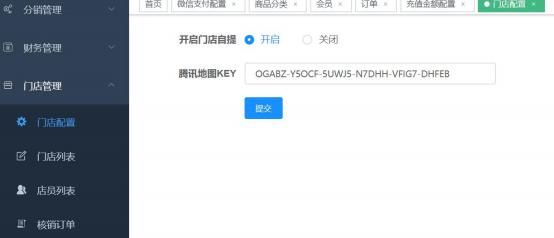 分销管理
首页 微信支付配置 × 商品分类 × 会员 × 订单 × 充值金额配置 × 门店配置 ×
财务管理
开启门店自提 开启 关闭
门店管理
腾讯地图KEY OGABZ-Y5OCF-5UWJ5-N7DHH-VFIG7-DHFEB
提交
门店配置
门店列表
店员列表
核销订单